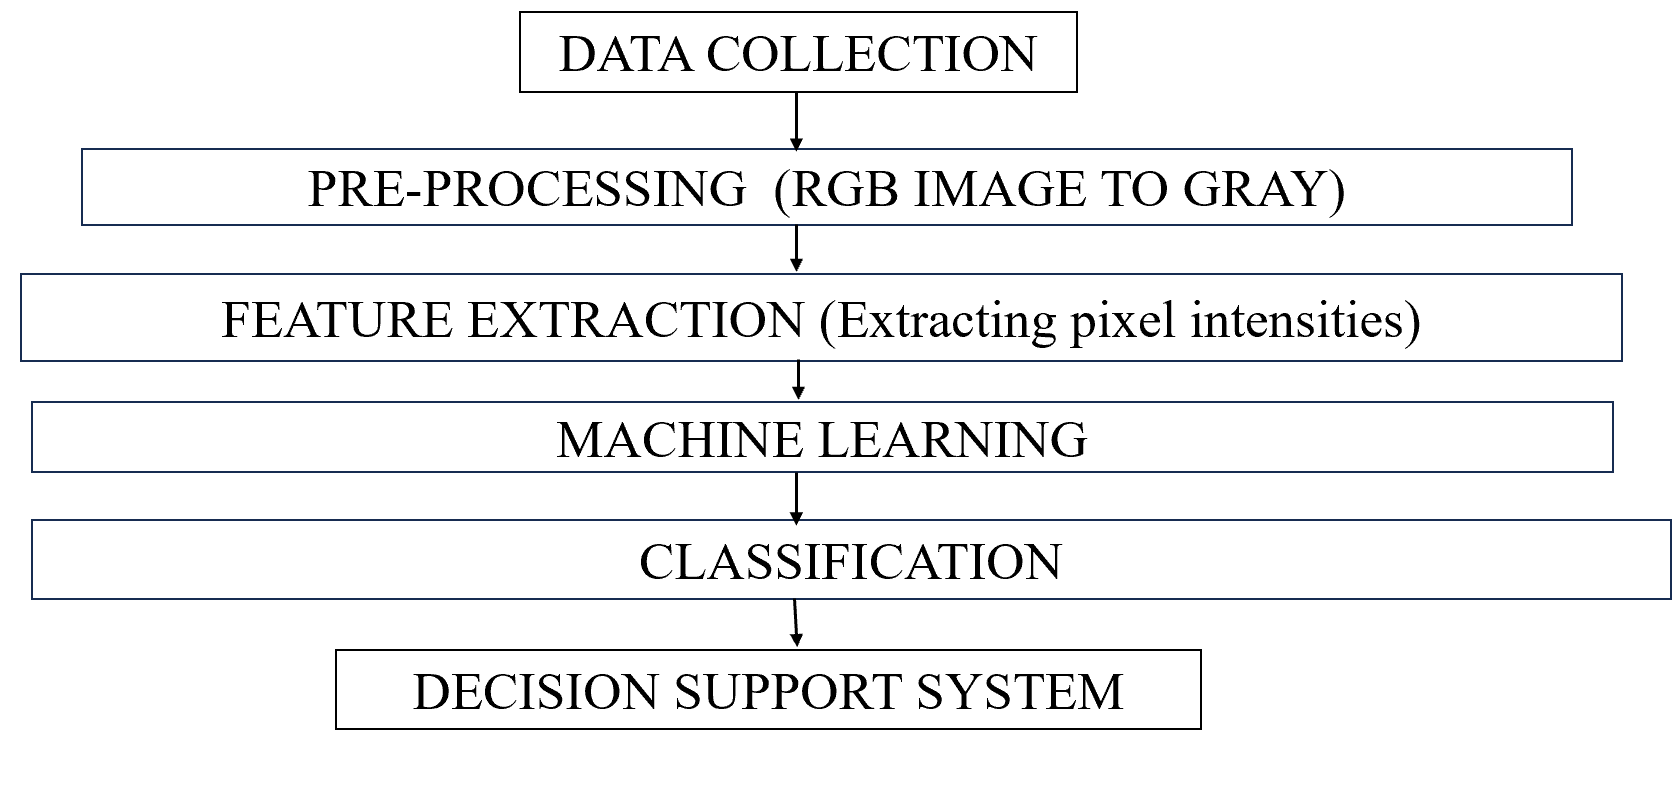 DATA COLLECTION
PRE-PROCESSING (RGB IMAGE TO GRAY)
FEATURE EXTRACTION (Extracting pixel intensities)
MACHINE LEARNING
CLASSIFICATION
DECISION SUPPORT SYSTEM